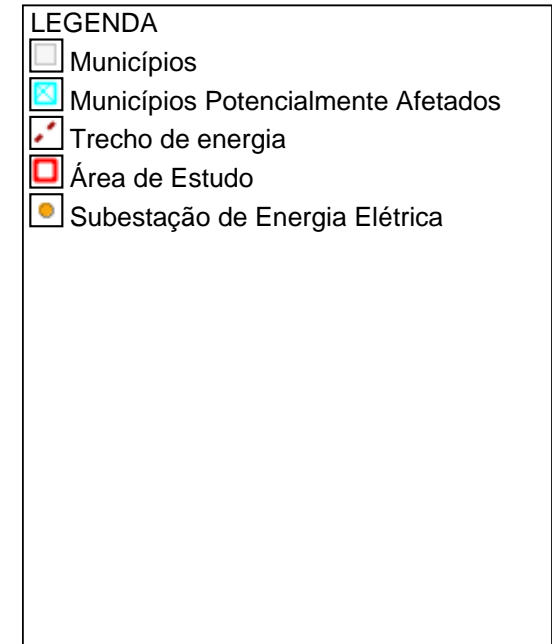 LEGENDA
Municípios
Municípios Potencialmente Afetados
Trecho de energia
Área de Estudo
Subestação de Energia Elétrica